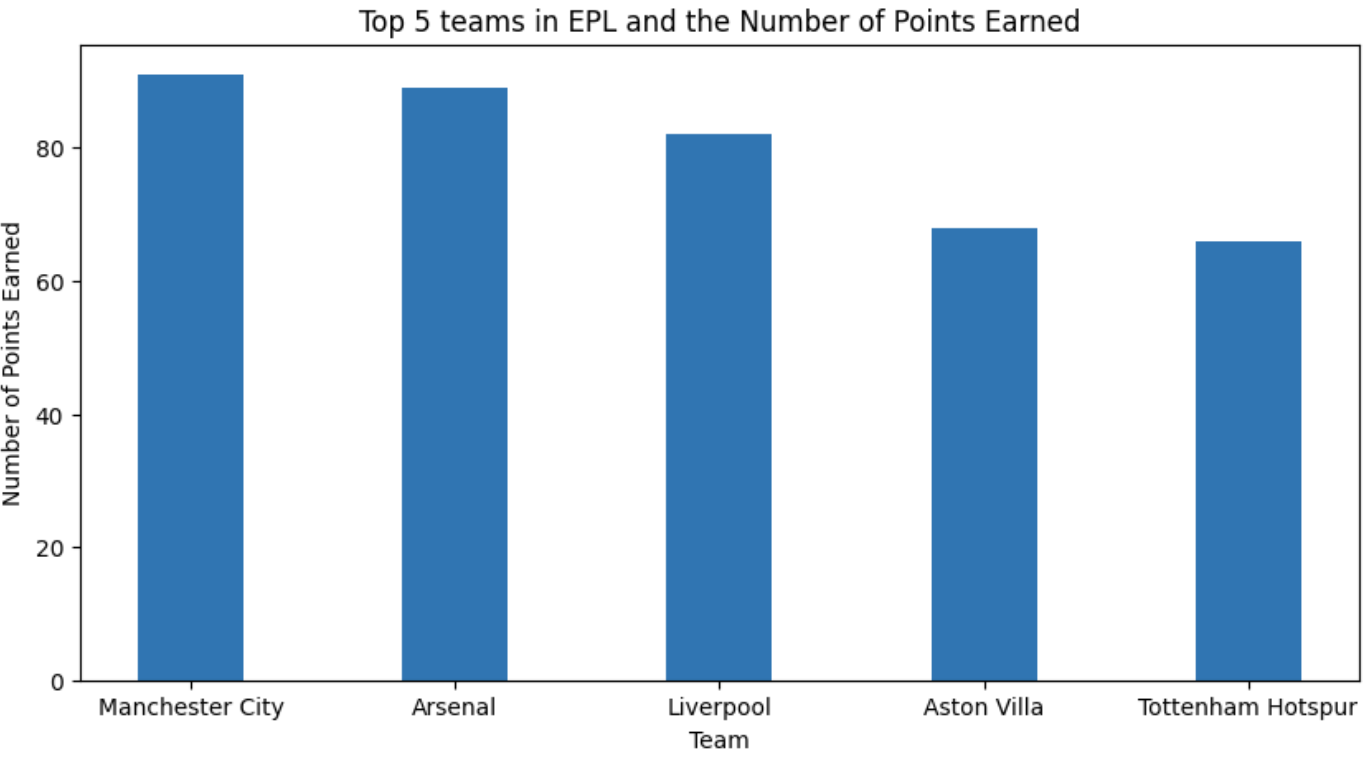 Top 5 teams in EPL and the Number of Points Earned
Number of Points Earned
80
60
40
20
0
Manchester City Arsenal Liverpool Aston Villa Tottenham Hotspur
Team